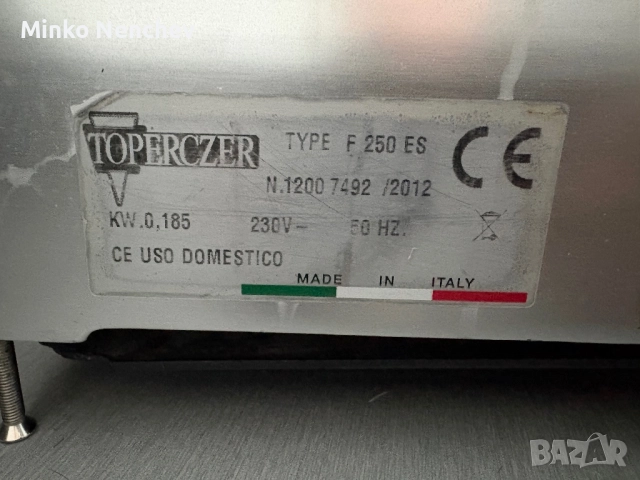 Minko Nenchev
TOPERCZER
TYPE F 250 ES
CE
N.1200 7492 /2012
KW.0,185 230V~ 50 HZ.
CE USO DOMESTICO
MADE IN ITALY
BAZAR